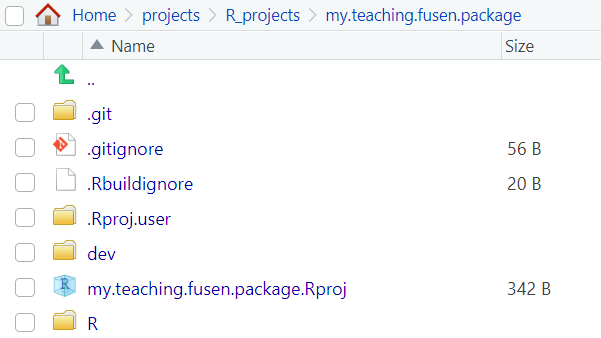 Home projects R_projects my.teaching.fusen.package
Name Size
..
.git
.gitignore 56 B
.Rbuildignore 20 B
.Rproj.user
dev
my.teaching.fusen.package.Rproj 342 B
R